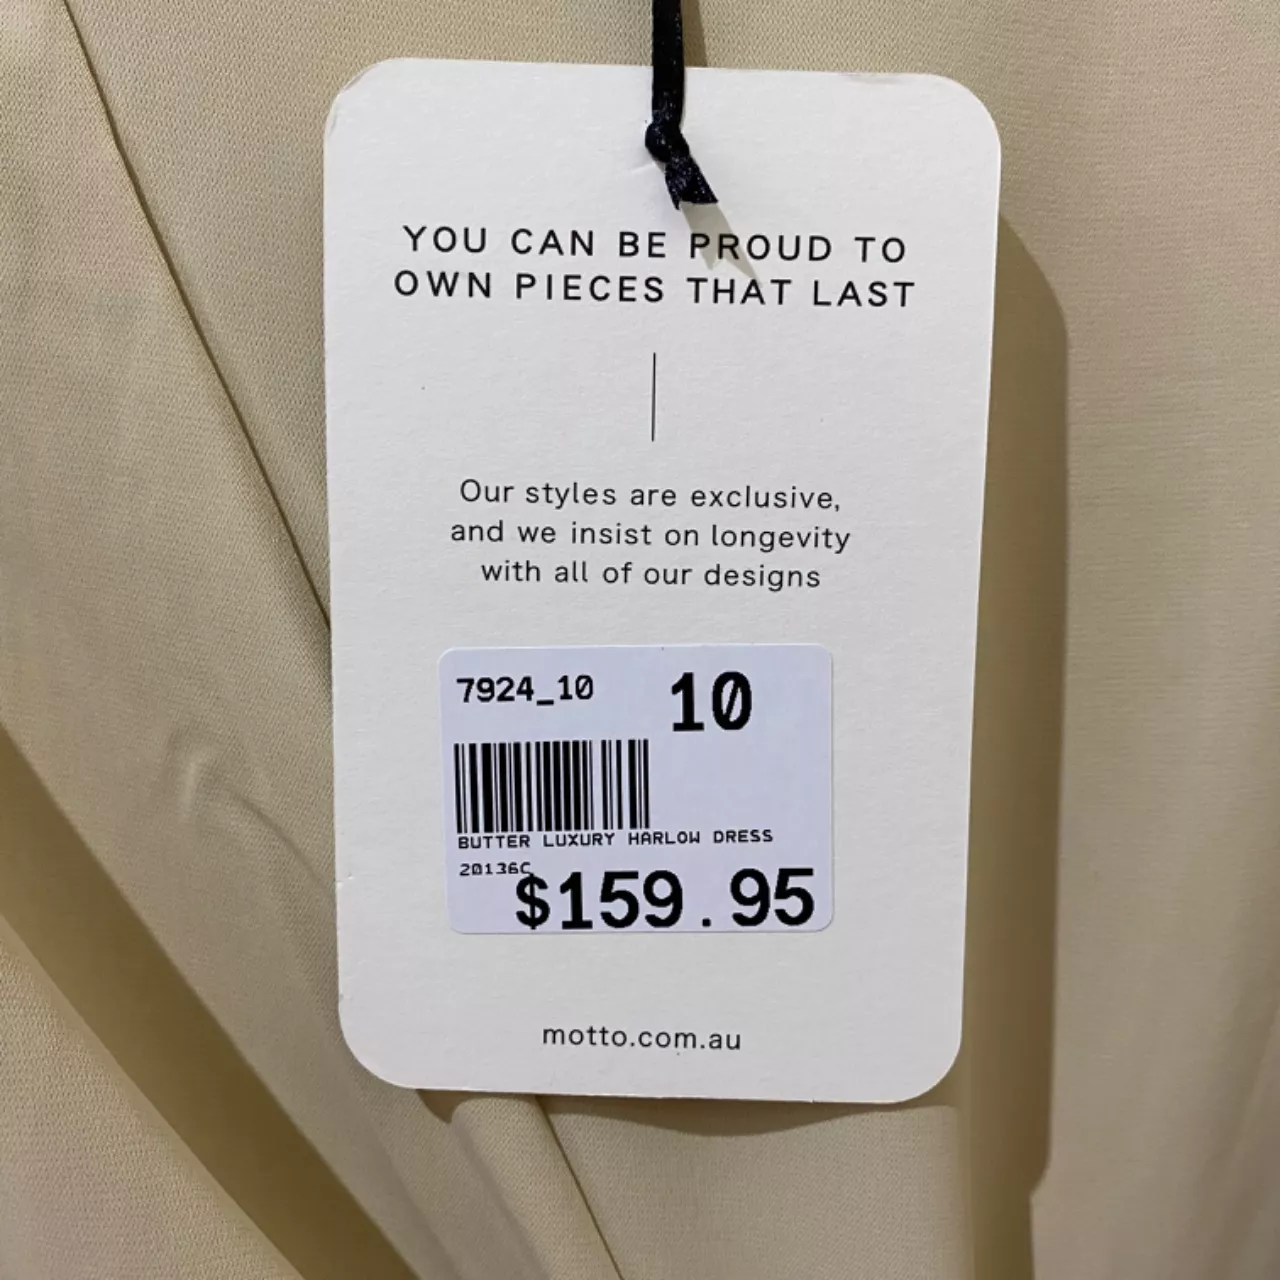 YOU CAN BE PROUD TO
OWN PIECES THAT LAST
Our styles are exclusive,
and we insist on longevity
with all of our designs
7924_10 10
BUTTER LUXURY HARLOW DRESS
20136C
$159.95
motto.com.au